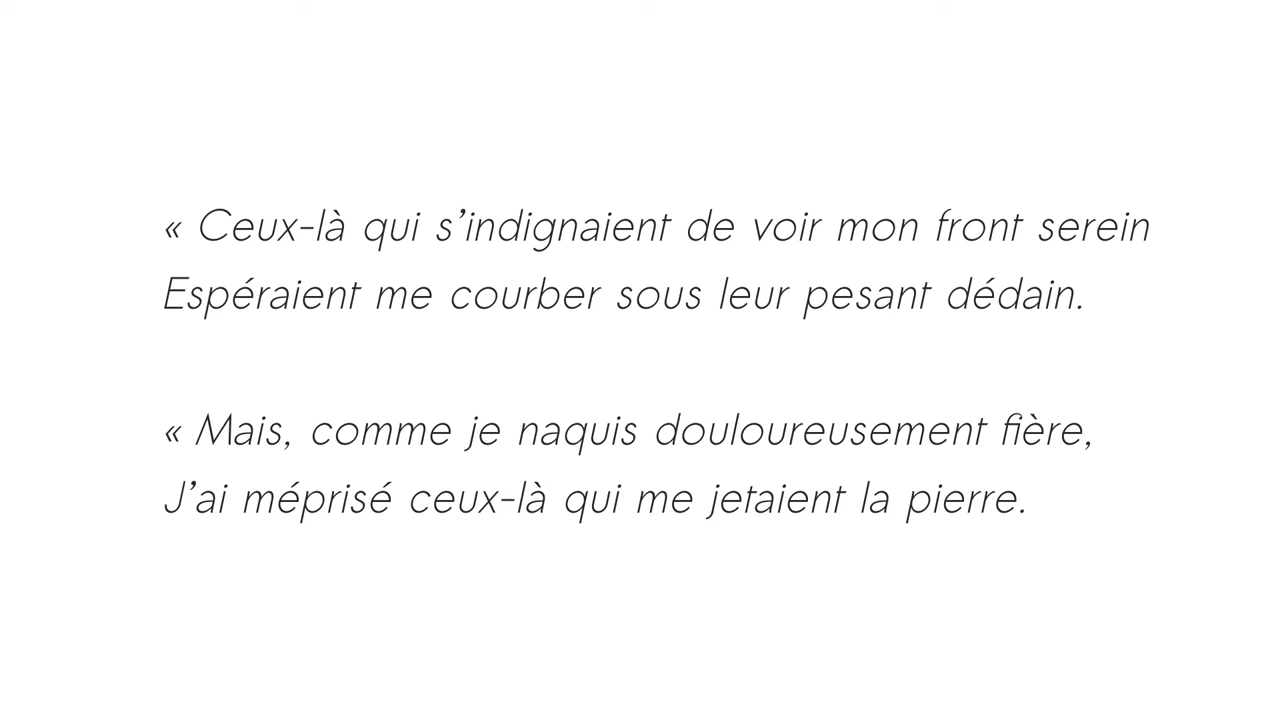 « Ceux-là qui s’indignaient de voir mon front serein
Espéraient me courber sous leur pesant dédain.
« Mais, comme je naquis douloureusement fière,
J’ai méprisé ceux-là qui me jetaient la pierre.